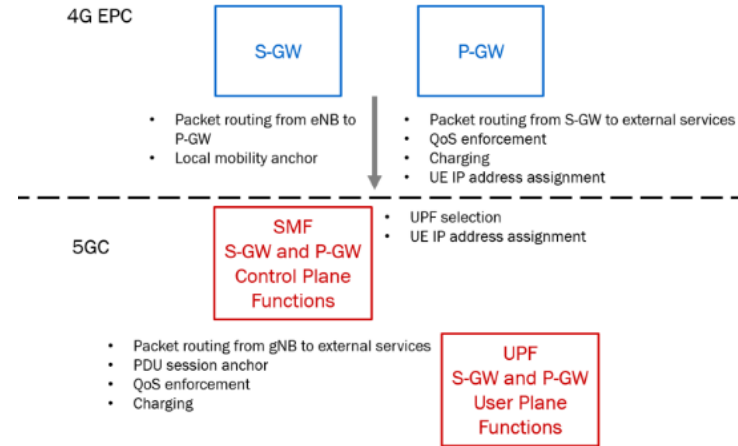 4G EPC
S-GW
P-GW
• Packet routing from eNB to
P-GW
• Local mobility anchor
• Packet routing from S-GW to external services
• QoS enforcement
• Charging
• UE IP address assignment
5GC
SMF
S-GW and P-GW
Control Plane
Functions
• UPF selection
• UE IP address assignment
• Packet routing from gNB to external services
• PDU session anchor
• QoS enforcement
• Charging
UPF
S-GW and P-GW
User Plane
Functions